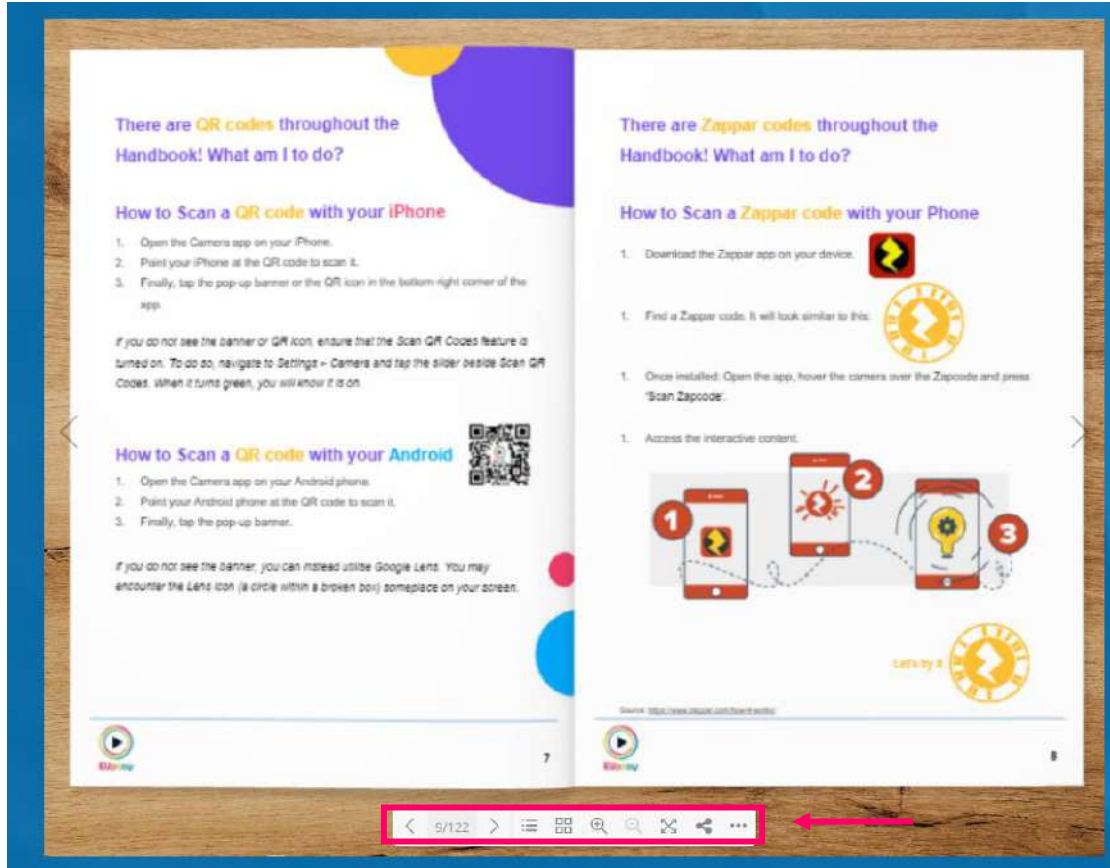 There are QR codes throughout the
Handbook! What am I to do?
How to Scan a QR code with your iPhone
1. Open the Camera app on your iPhone.
2. Point your iPhone at the QR code to scan it.
3. Finally, tap the pop-up banner or the QR icon in the bottom-right corner of the
app.
If you do not see the banner or QR icon, ensure that the Scan QR Codes feature is
turned on. To do so, navigate to Settings > Camera and tap the slider beside Scan QR
Codes. When it turns green, you will know it is on.
How to Scan a QR code with your Android
1. Open the Camera app on your Android phone.
2. Point your Android phone at the QR code to scan it.
3. Finally, tap the pop-up banner.
If you do not see the banner, you can instead utilise Google Lens. You may
encounter the Lens icon (a circle within a broken box) someplace on your screen.
7
There are Zappar codes throughout the
Handbook! What am I to do?
How to Scan a Zappar code with your Phone
1. Download the Zappar app on your device.
1. Find a Zappar code. It will look similar to this:
1. Once installed: Open the app, hover the camera over the Zapcode and press
'Scan Zapcode'.
1. Access the interactive content.
1
2
3
Let's try it
Source:
8
9/122